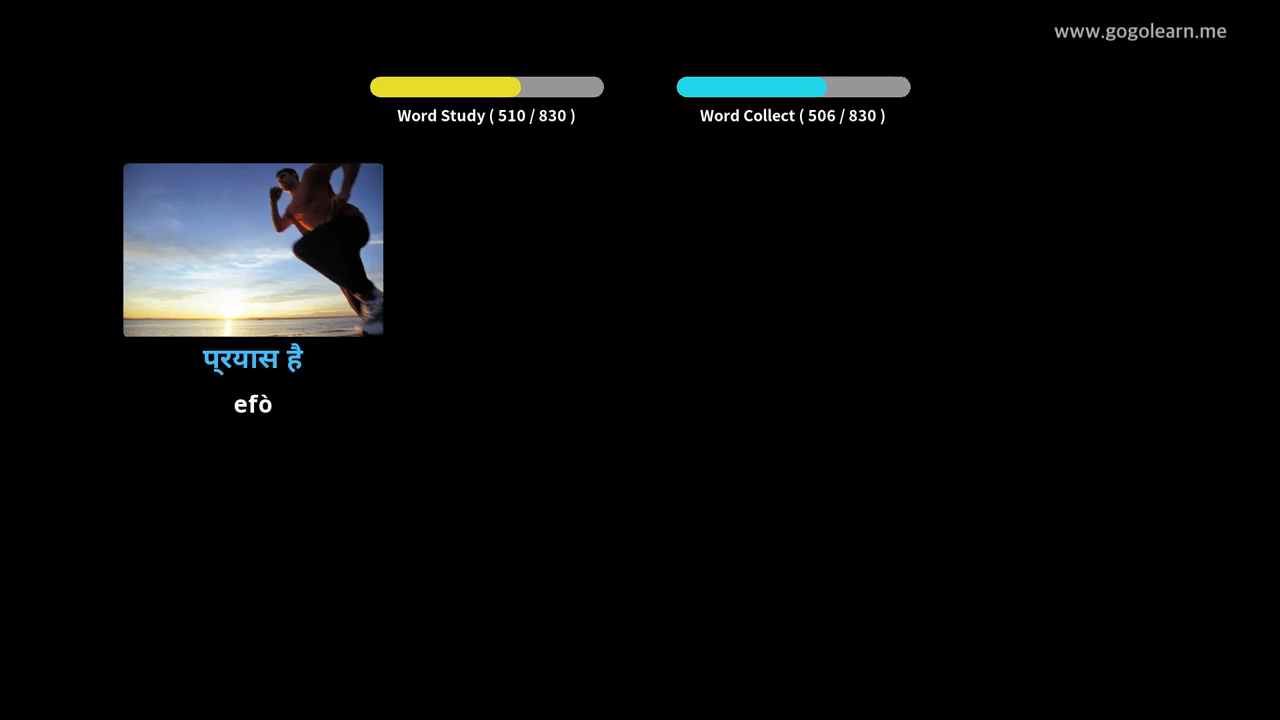 www.gogolearn.me
Word Study ( 510 / 830 )
Word Collect ( 506 / 830 )
प्रयास है
efò